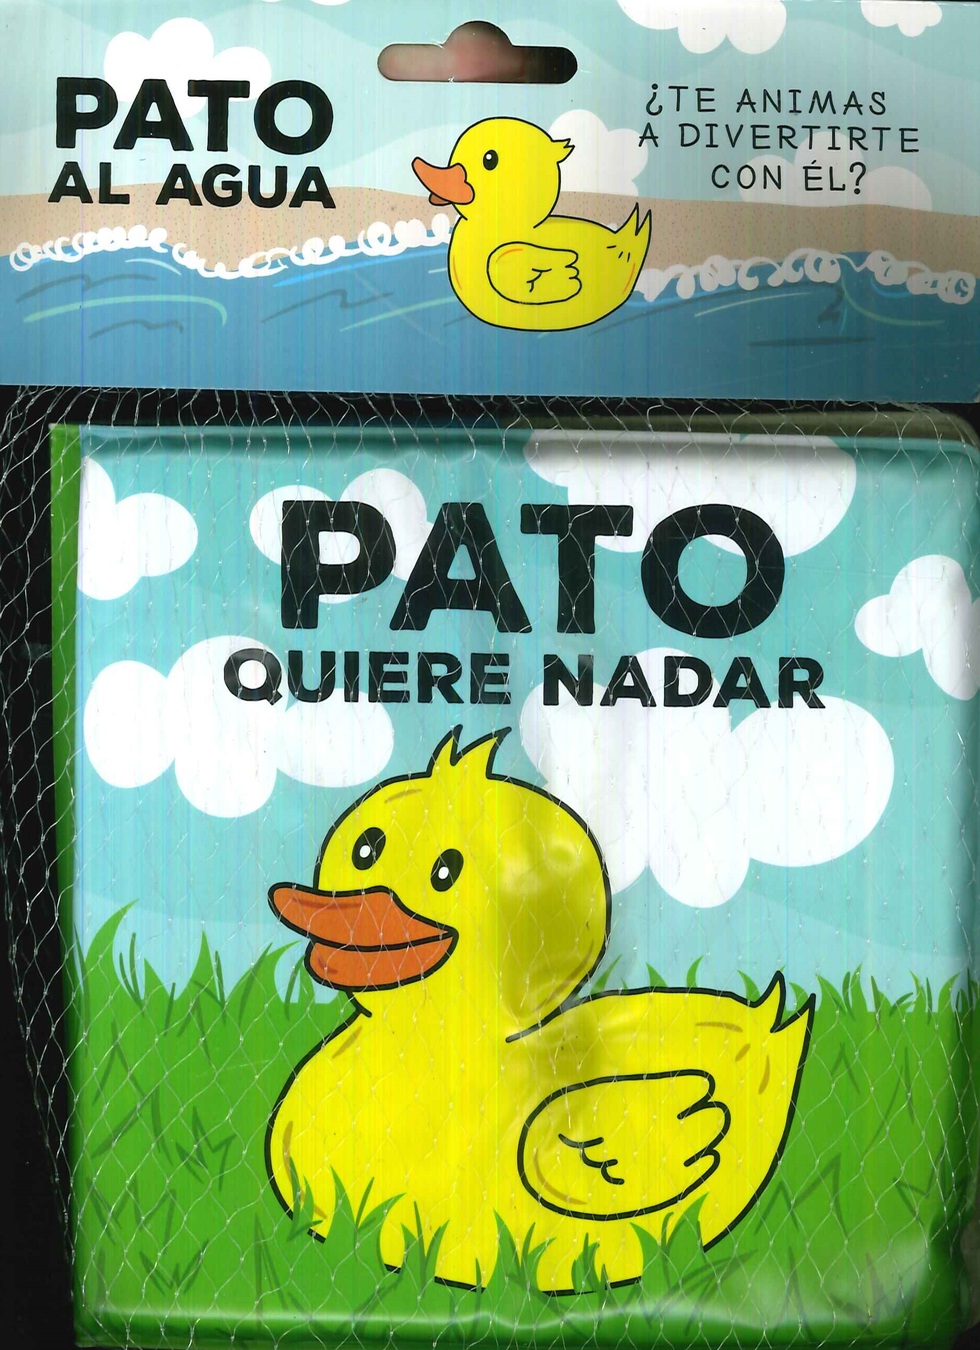 PATO
AL AGUA
¿TE ANIMAS
A DIVERTIRTE
CON ÉL?
PATO
QUIERE NADAR